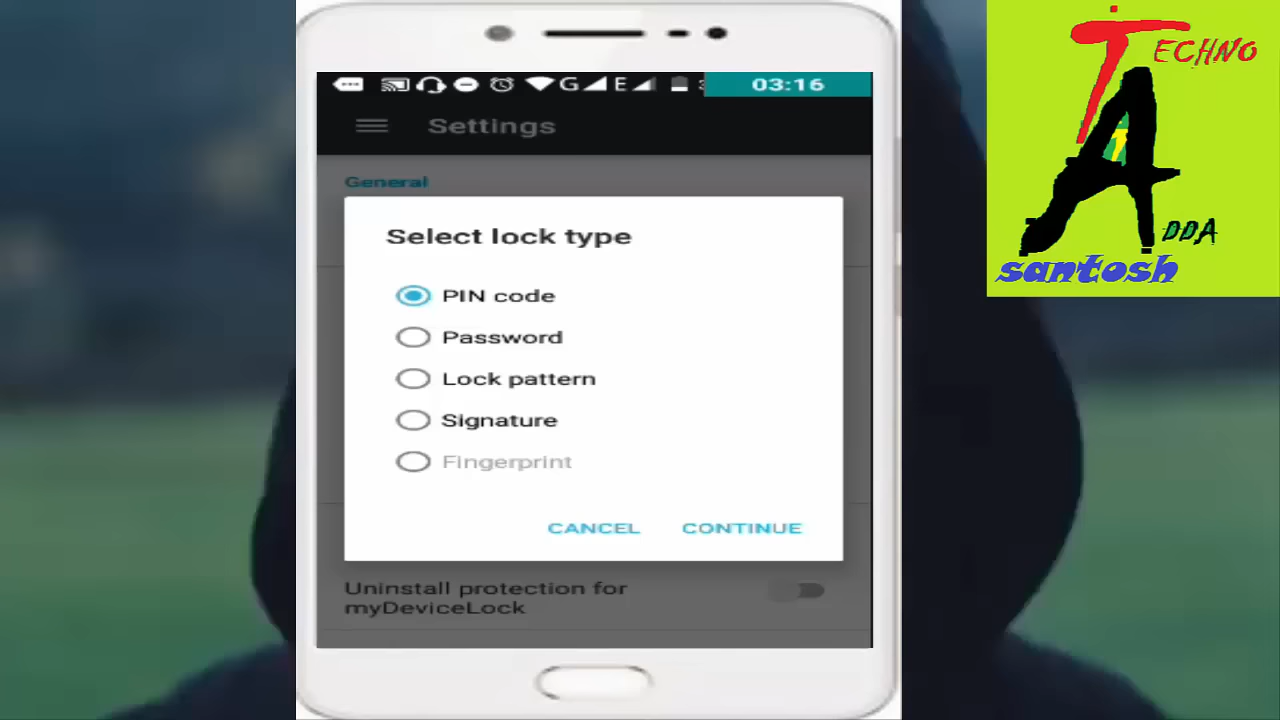 G E 03:16
Settings
General
Select lock type
PIN code
Password
Lock pattern
Signature
Fingerprint
CANCEL CONTINUE
Uninstall protection for
myDeviceLock
TECHNO
ADDA
santosh